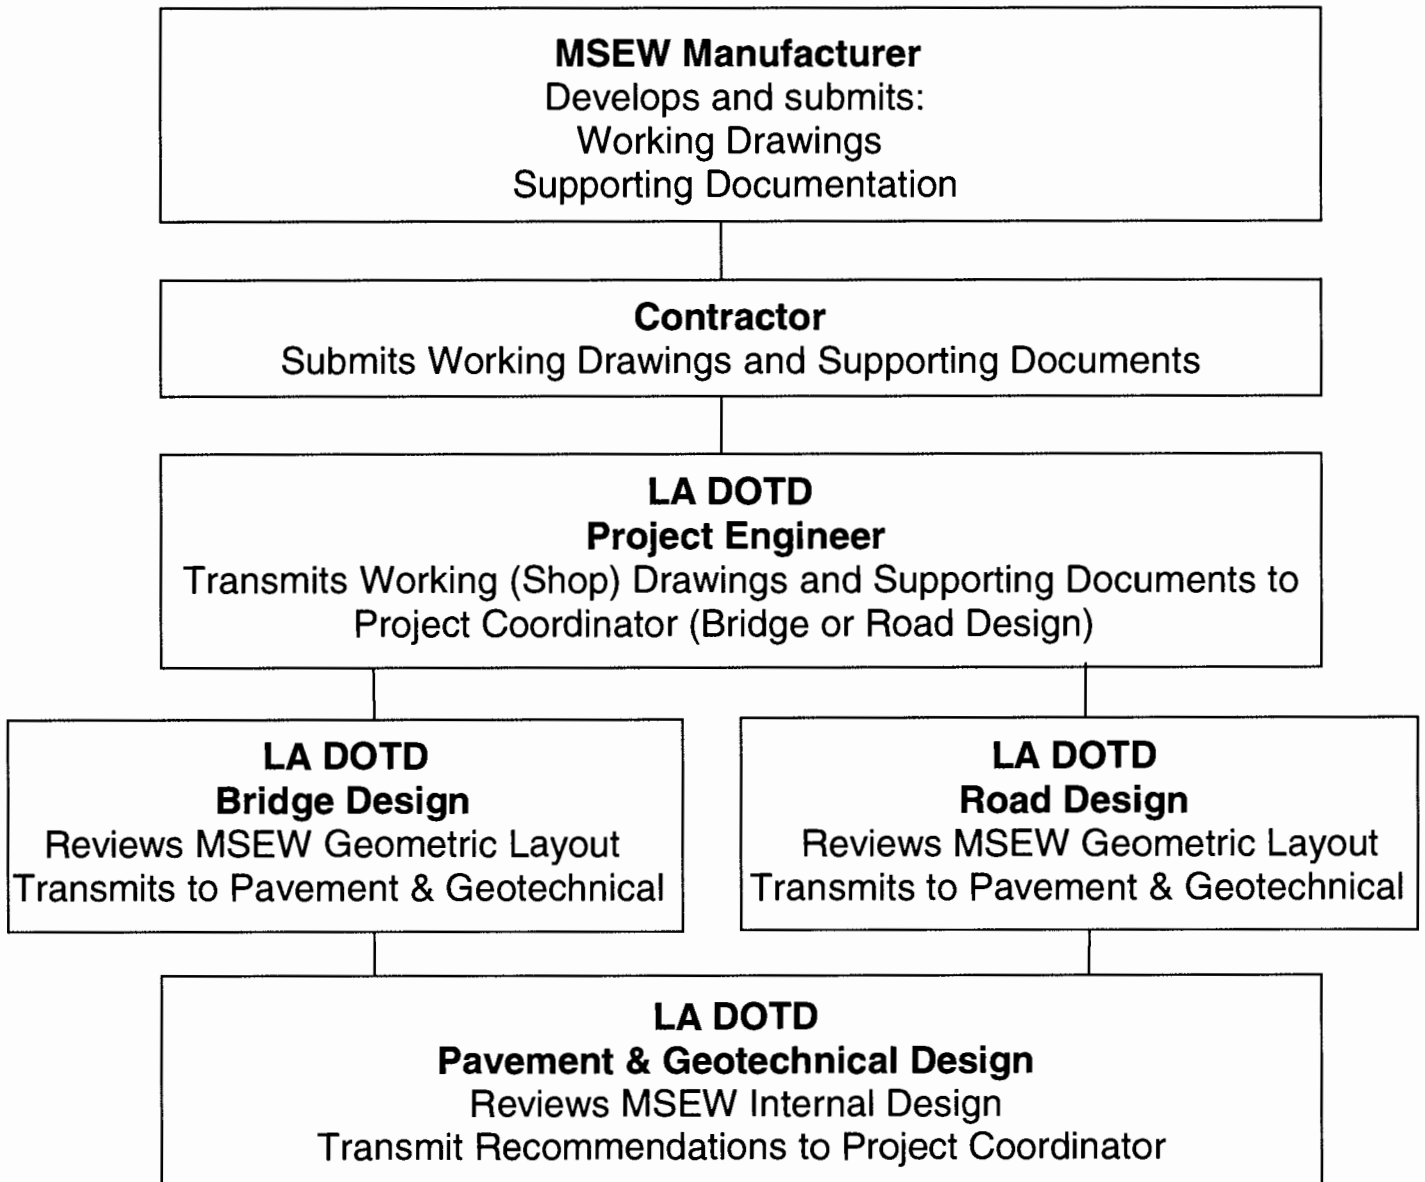 MSEW Manufacturer
Develops and submits:
Working Drawings
Supporting Documentation
Contractor
Submits Working Drawings and Supporting Documents
LA DOTD
Project Engineer
Transmits Working (Shop) Drawings and Supporting Documents to
Project Coordinator (Bridge or Road Design)
LA DOTD
Bridge Design
Reviews MSEW Geometric Layout
Transmits to Pavement & Geotechnical
LA DOTD
Road Design
Reviews MSEW Geometric Layout
Transmits to Pavement & Geotechnical
LA DOTD
Pavement & Geotechnical Design
Reviews MSEW Internal Design
Transmit Recommendations to Project Coordinator